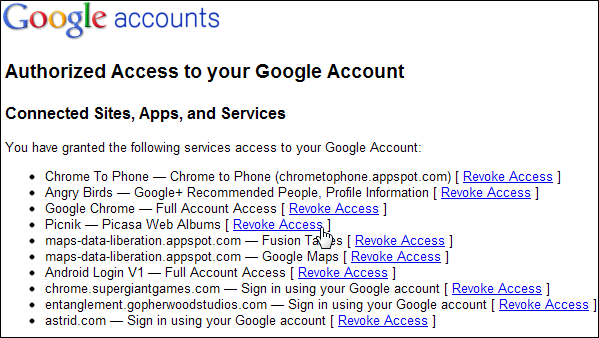 Google accounts
Authorized Access to your Google Account
Connected Sites, Apps, and Services
You have granted the following services access to your Google Account:
• Chrome To Phone — Chrome to Phone (chrometophone.appspot.com) [ Revoke Access ]
• Angry Birds — Google+ Recommended People, Profile Information [ Revoke Access ]
• Google Chrome — Full Account Access [ Revoke Access ]
• Picnik — Picasa Web Albums [ Revoke Access ]
• maps-data-liberation.appspot.com — Fusion Tables [ Revoke Access ]
• maps-data-liberation.appspot.com — Google Maps [ Revoke Access ]
• Android Login V1 — Full Account Access [ Revoke Access ]
• chrome.supergiantgames.com — Sign in using your Google account [ Revoke Access ]
• entanglement.gopherwoodstudios.com — Sign in using your Google account [ Revoke Access ]
• astrid.com — Sign in using your Google account [ Revoke Access ]